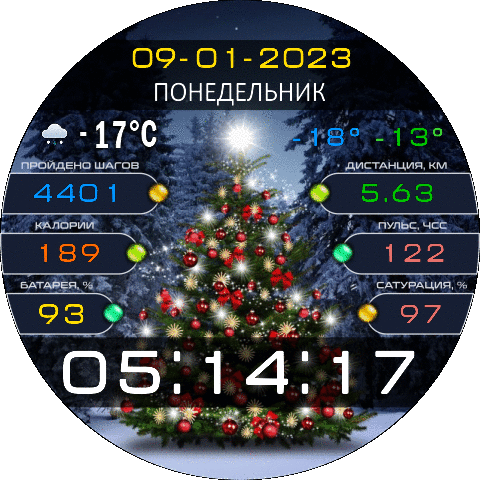 09-01-2023
ПОНЕДЕЛЬНИК
-17°C -18° -13°
ПРОЙДЕНО ШАГОВ ДИСТАНЦИЯ, КМ
4401 5.63
КАЛОРИИ ПУЛЬС, ЧСС
189 122
БАТАРЕЯ, % САТУРАЦИЯ, %
93 97
05:14:17